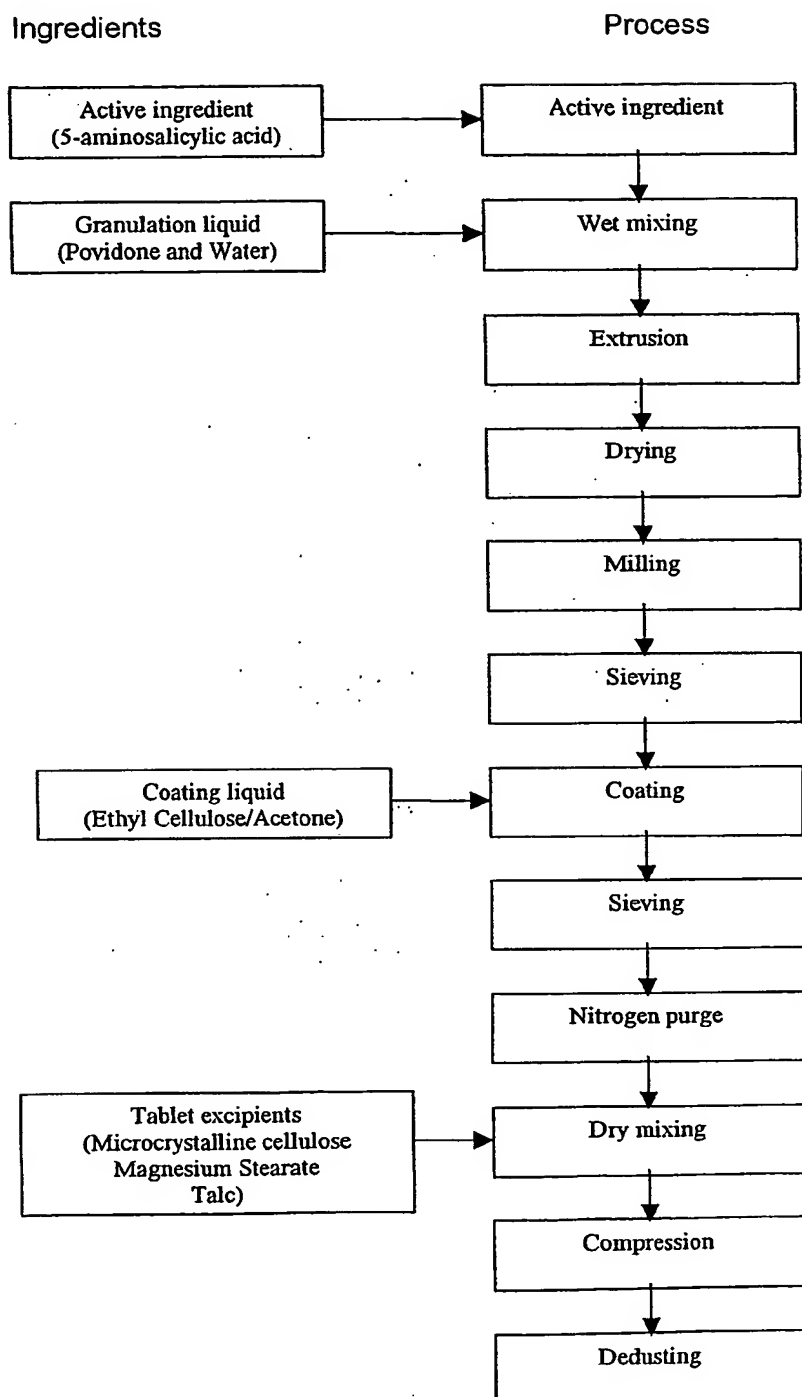 Ingredients
Process
Active ingredient
(5-aminosalicylic acid)
Active ingredient
Granulation liquid
(Povidone and Water)
Wet mixing
Extrusion
Drying
Milling
Sieving
Coating liquid
(Ethyl Cellulose/Acetone)
Coating
Sieving
Nitrogen purge
Tablet excipients
(Microcrystalline cellulose
Magnesium Stearate
Talc)
Dry mixing
Compression
Dedusting